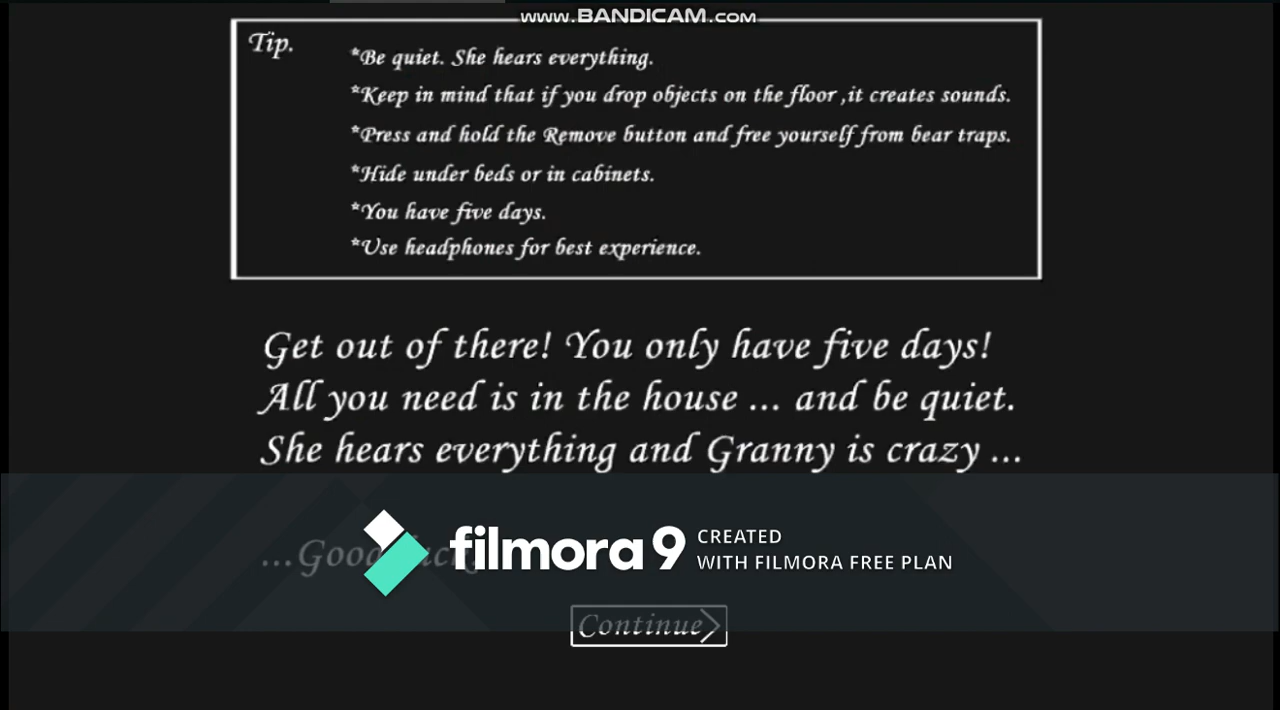 www.BANDICAM.com
Tip.
*Be quiet. She hears everything.
*Keep in mind that if you drop objects on the floor ,it creates sounds.
*Press and hold the Remove button and free yourself from bear traps.
*Hide under beds or in cabinets.
*You have five days.
*Use headphones for best experience.
Get out of there! You only have five days!
All you need is in the house ... and be quiet.
She hears everything and Granny is crazy ...
...Good
filmora 9
CREATED
WITH FILMORA FREE PLAN
Continue